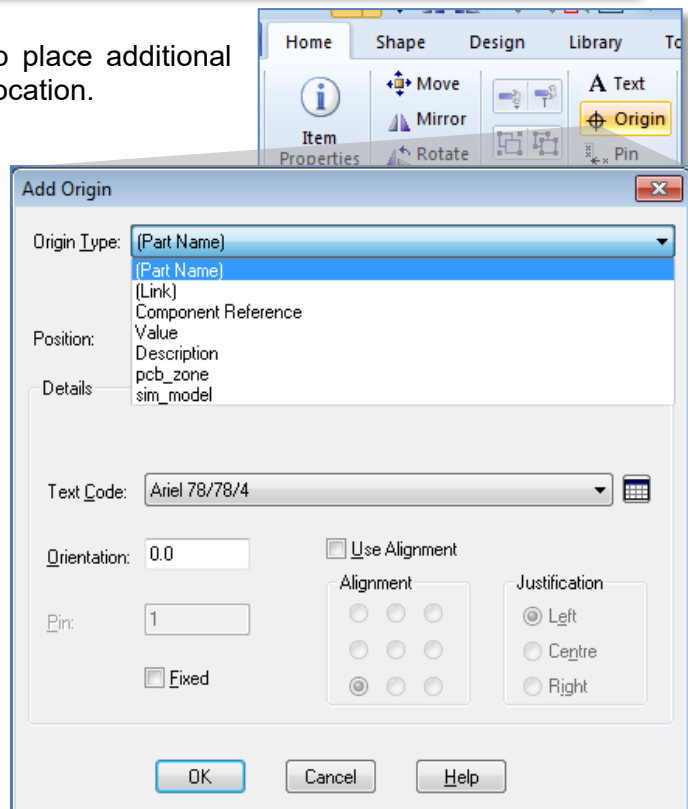 o place additional
ocation.
Home Shape Design Library To
Move
Mirror
Rotate
Item
Properties
A Text
Origin
Pin
Add Origin
Origin Type: (Part Name)
(Part Name)
(Link)
Component Reference
Value
Description
pcb_zone
sim_model
Position:
Details
Text Code: Ariel 78/78/4
Orientation: 0.0
Use Alignment
Alignment
Justification
Pin: 1
Left
Centre
Fixed
Right
OK Cancel Help